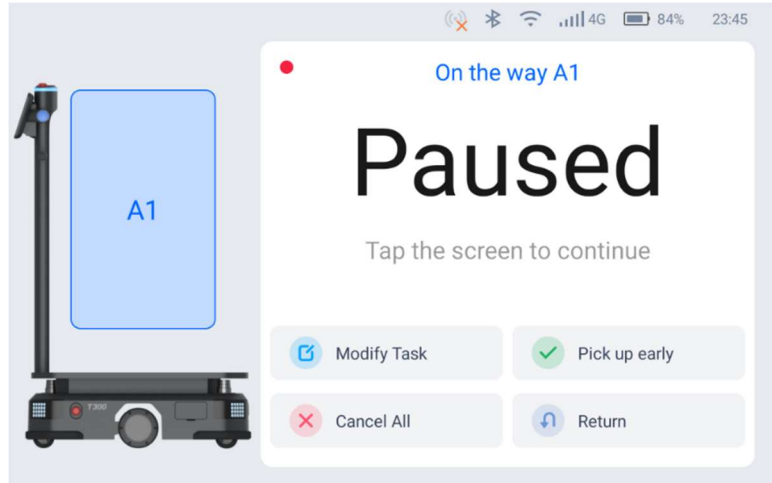 4G 84% 23:45
On the way A1
Paused
Tap the screen to continue
A1
Modify Task
Pick up early
Cancel All
Return
T300